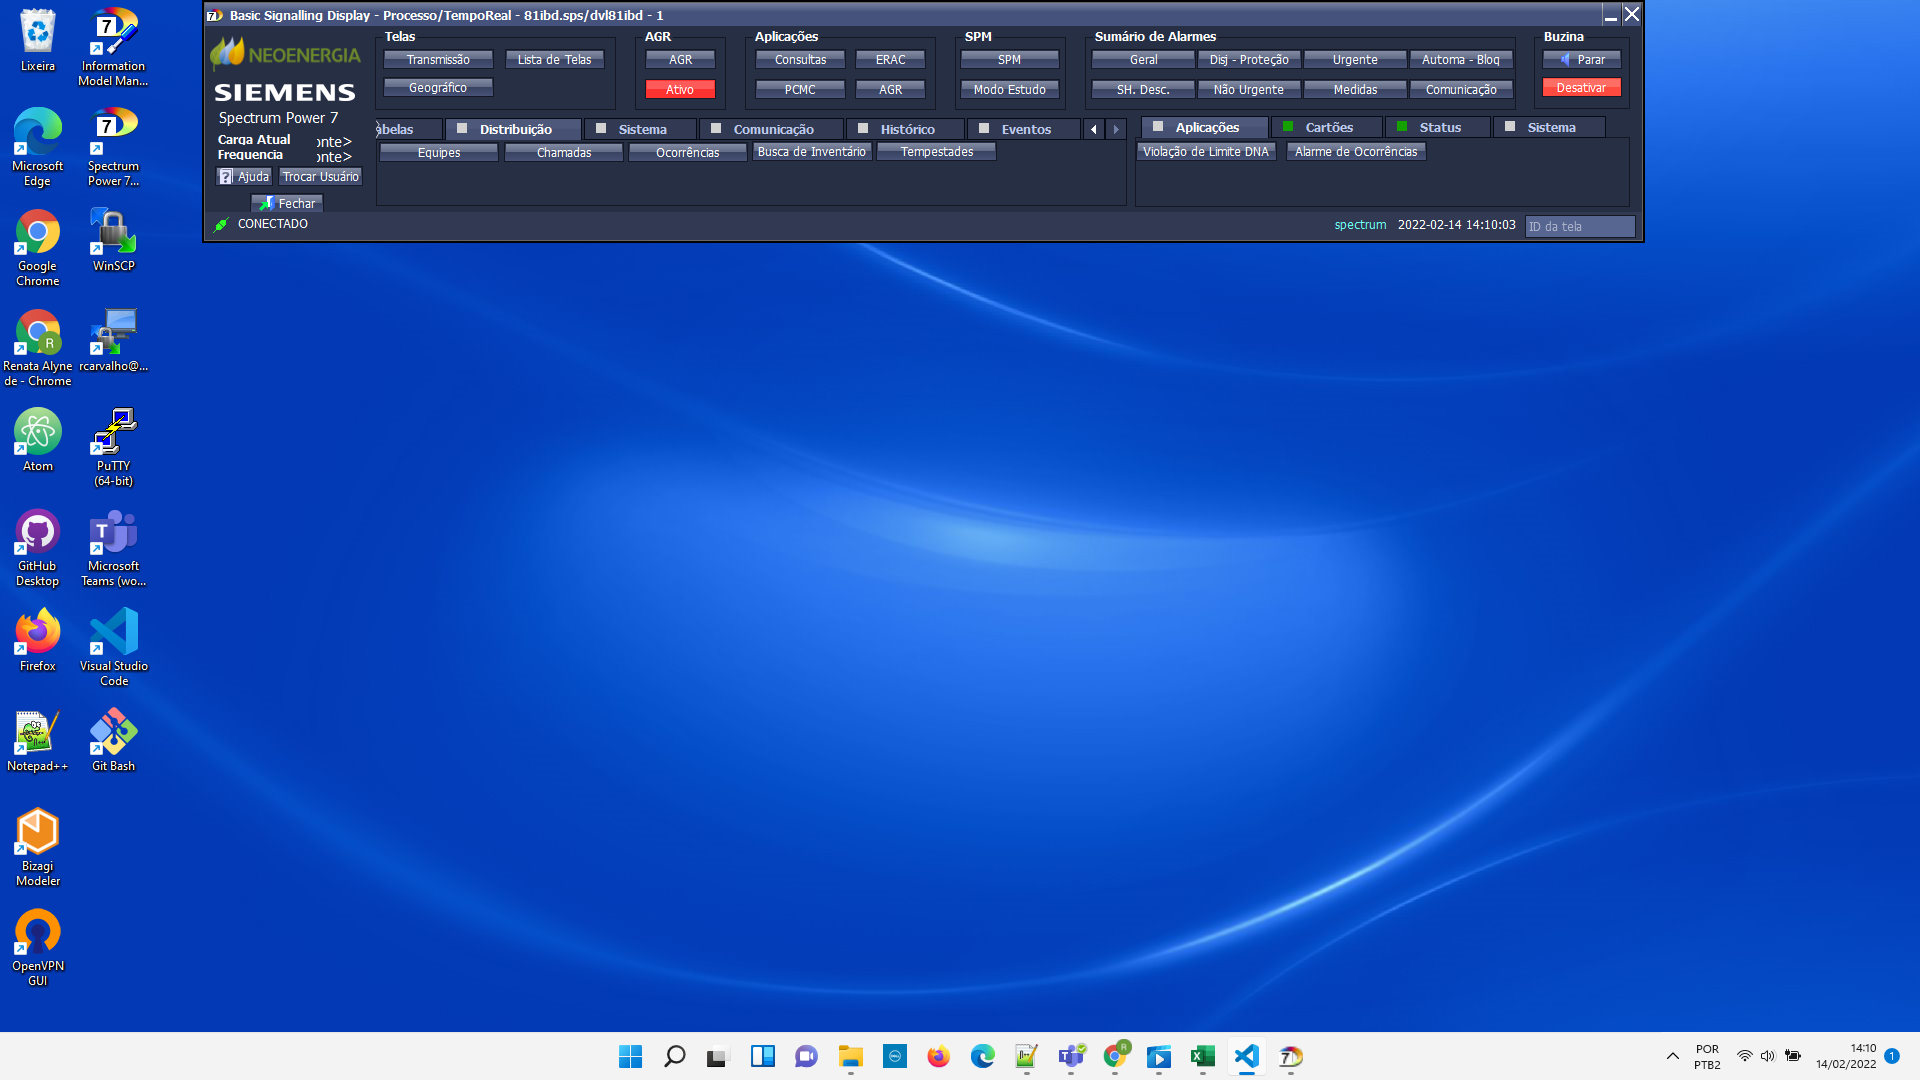 Basic Signalling Display - Processo/TempoReal - 81ibd.sps/dvl81ibd - 1
NEOENERGIA
SIEMENS
Spectrum Power 7
Carga Atual
onte>
Frequencia
onte>
Ajuda
Trocar Usuário
Fechar
CONECTADO
Telas
Transmissão
Lista de Telas
Geográfico
AGR
AGR
Ativo
Aplicações
Consultas
ERAC
PCMC
AGR
SPM
SPM
Modo Estudo
Sumário de Alarmes
Geral
Disj - Proteção
Urgente
Automa - Bloq
SH. Desc.
Não Urgente
Medidas
Comunicação
Buzina
Parar
Desativar
abelas
Distribuição
Sistema
Comunicação
Histórico
Eventos
Equipes
Chamadas
Ocorrências
Busca de Inventário
Tempestades
Aplicações
Cartões
Status
Sistema
Violação de Limite DNA
Alarme de Ocorrências
spectrum
2022-02-14 14:10:03
ID da tela
Lixeira
Information
Model Man...
Microsoft
Edge
Spectrum
Power 7...
Google
Chrome
WinSCP
Renata Alyne
de - Chrome
rcarvalho@...
Atom
PuTTY
(64-bit)
GitHub
Desktop
Microsoft
Teams (wo...
Firefox
Visual Studio
Code
Notepad++
Git Bash
Bizagi
Modeler
OpenVPN
GUI
POR
PTB2
14:10
14/02/2022
1